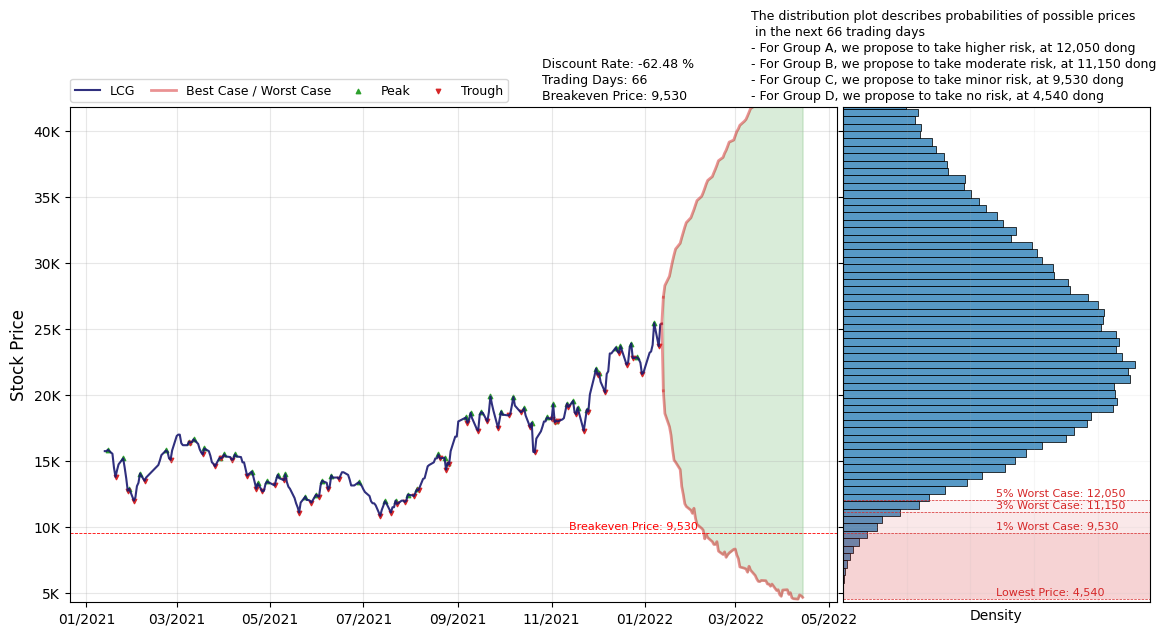 The distribution plot describes probabilities of possible prices
in the next 66 trading days
- For Group A, we propose to take higher risk, at 12,050 dong
- For Group B, we propose to take moderate risk, at 11,150 dong
- For Group C, we propose to take minor risk, at 9,530 dong
- For Group D, we propose to take no risk, at 4,540 dong
Discount Rate: -62.48 %
Trading Days: 66
Breakeven Price: 9,530
LCG
Best Case / Worst Case
Peak
Trough
Stock Price
40K
35K
30K
25K
20K
15K
10K
5K
Breakeven Price: 9,530
01/2021
03/2021
05/2021
07/2021
09/2021
11/2021
01/2022
03/2022
05/2022
5% Worst Case: 12,050
3% Worst Case: 11,150
1% Worst Case: 9,530
Lowest Price: 4,540
Density